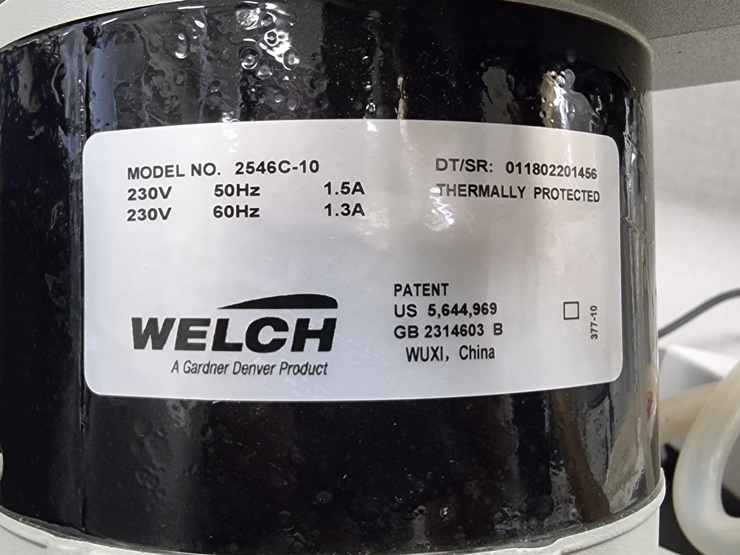 MODEL NO. 2546C-10
230V 50Hz 1.5A
230V 60Hz 1.3A
DT/SR: 011802201456
THERMALLY PROTECTED
WELCH
A Gardner Denver Product
PATENT
US 5,644,969
GB 2314603 B
WUXI, China
377-10